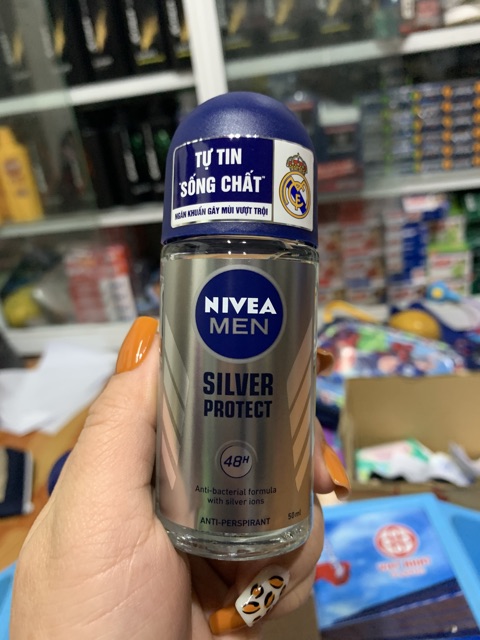 TỰ TIN
"SỐNG CHẤT"
NGĂN KHUẨN GÂY MÙI VƯỢT TRỘI
NIVEA
MEN
SILVER
PROTECT
48H
Anti-bacterial formula
with silver ions
ANTI-PERSPIRANT
50 ml